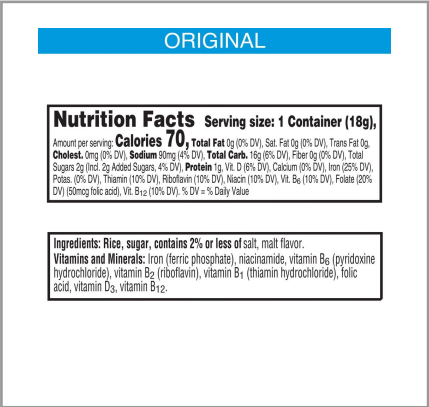 ORIGINAL
Nutrition Facts Serving size: 1 Container (18g),
Amount per serving: Calories 70, Total Fat 0g (0% DV), Sat. Fat 0g (0% DV), Trans Fat 0g,
Cholest. 0mg (0% DV), Sodium 90mg (4% DV), Total Carb. 16g (6% DV), Fiber 0g (0% DV), Total
Sugars 2g (Incl. 2g Added Sugars, 4% DV), Protein 1g, Vit. D (6% DV), Calcium (0% DV), Iron (25% DV),
Potas. (0% DV), Thiamin (10% DV), Riboflavin (10% DV), Niacin (10% DV), Vit. B6 (10% DV), Folate (20%
DV) (50mcg folic acid), Vit. B12 (10% DV). % DV = % Daily Value
Ingredients: Rice, sugar, contains 2% or less of salt, malt flavor.
Vitamins and Minerals: Iron (ferric phosphate), niacinamide, vitamin B6 (pyridoxine
hydrochloride), vitamin B2 (riboflavin), vitamin B1 (thiamin hydrochloride), folic
acid, vitamin D3, vitamin B12.